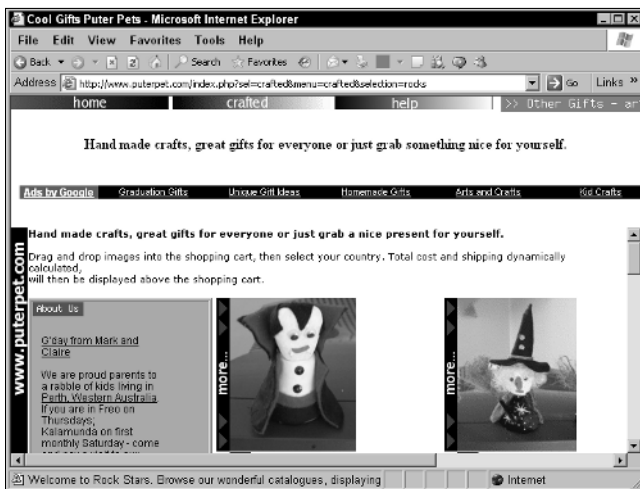 Cool Gifts Puter Pets - Microsoft Internet Explorer
File Edit View Favorites Tools Help
Back Search Favorites
Address http://www.puterpet.com/index.php?sel=crafted&menu=crafted&selection=rocks Go Links »
home crafted help >> Other Gifts - ar
Hand made crafts, great gifts for everyone or just grab something nice for yourself.
Ads by Google Graduation Gifts Unique Gift Ideas Homemade Gifts Arts and Crafts Kid Crafts
Hand made crafts, great gifts for everyone or just grab a nice present for yourself.
Drag and drop images into the shopping cart, then select your country. Total cost and shipping dynamically
calculated,
will then be displayed above the shopping cart.
www.puterpet.com
About Us
G'day from Mark and
Claire
We are proud parents to
a rabble of kids living in
Perth, Western Australia.
If you are in Freo on
Thursdays;
Kalamunda on first
monthly Saturday - come
more...
more...
Welcome to Rock Stars. Browse our wonderful catalogues, displaying Internet